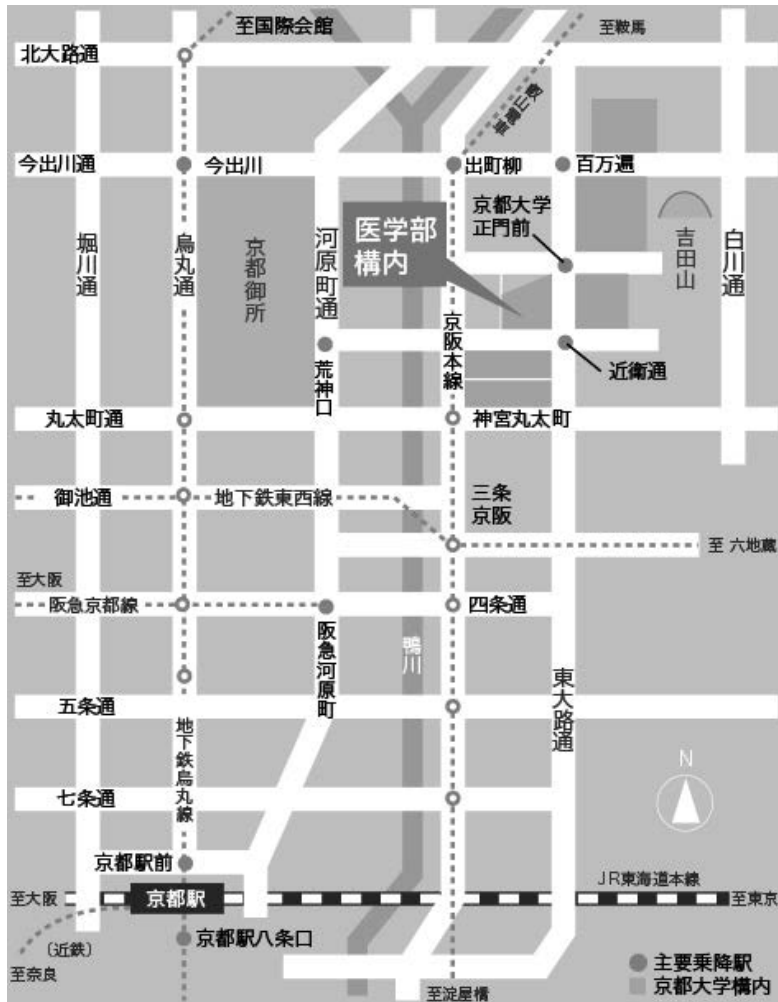 至国際会館
至鞍馬
北大路通
叡山電車
今出川通
今出川
出町柳
百万遍
京都大学
正門前
医学部
構内
堀川通
烏丸通
京都御所
河原町通
吉田山
白川通
京阪本線
荒神口
近衛通
丸太町通
神宮丸太町
御池通
地下鉄東西線
三条
京阪
至 六地蔵
至大阪
阪急京都線
四条通
阪急河原町
鴨川
東大路通
五条通
地下鉄烏丸線
N
七条通
京都駅前
JR東海道本線
至大阪
京都駅
至東京
京都駅八条口
(近鉄)
至奈良
至淀屋橋
主要乗降駅
京都大学構内